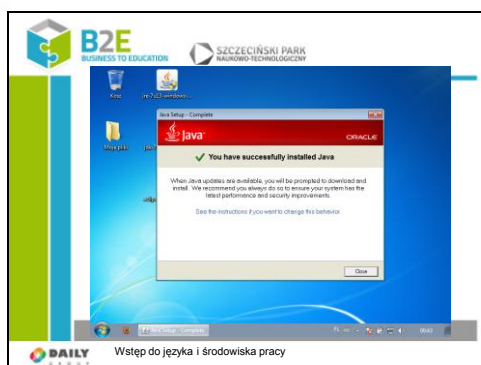 B2E
BUSINESS TO EDUCATION
SZCZECIŃSKI PARK
NAUKOWO-TECHNOLOGICZNY
Kosz
Java Setup - Complete
Java
ORACLE
You have successfully installed Java
When Java updates are available, you will be prompted to download and
install. We recommend you always do so to ensure your system has the
latest performance and security improvements.
See the instructions if you want to change this behavior.
Close
Java Setup - Complete
PL
DAILY
GROUP
Wstęp do języka i środowiska pracy